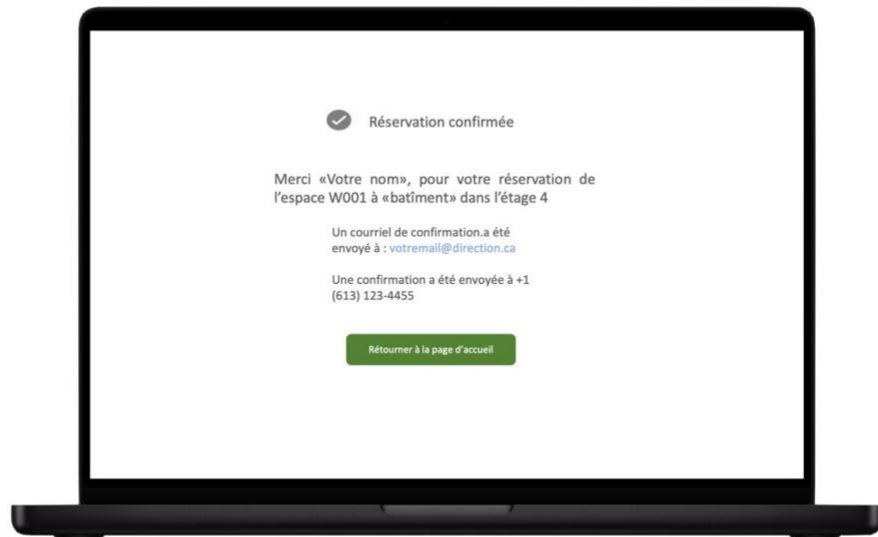 Réservation confirmée
Merci «Votre nom», pour votre réservation de
l'espace W001 à «batîment» dans l'étage 4
Un courriel de confirmation.a été
envoyé à : votremail@direction.ca
Une confirmation a été envoyée à +1
(613) 123-4455
Rétourner à la page d'accueil